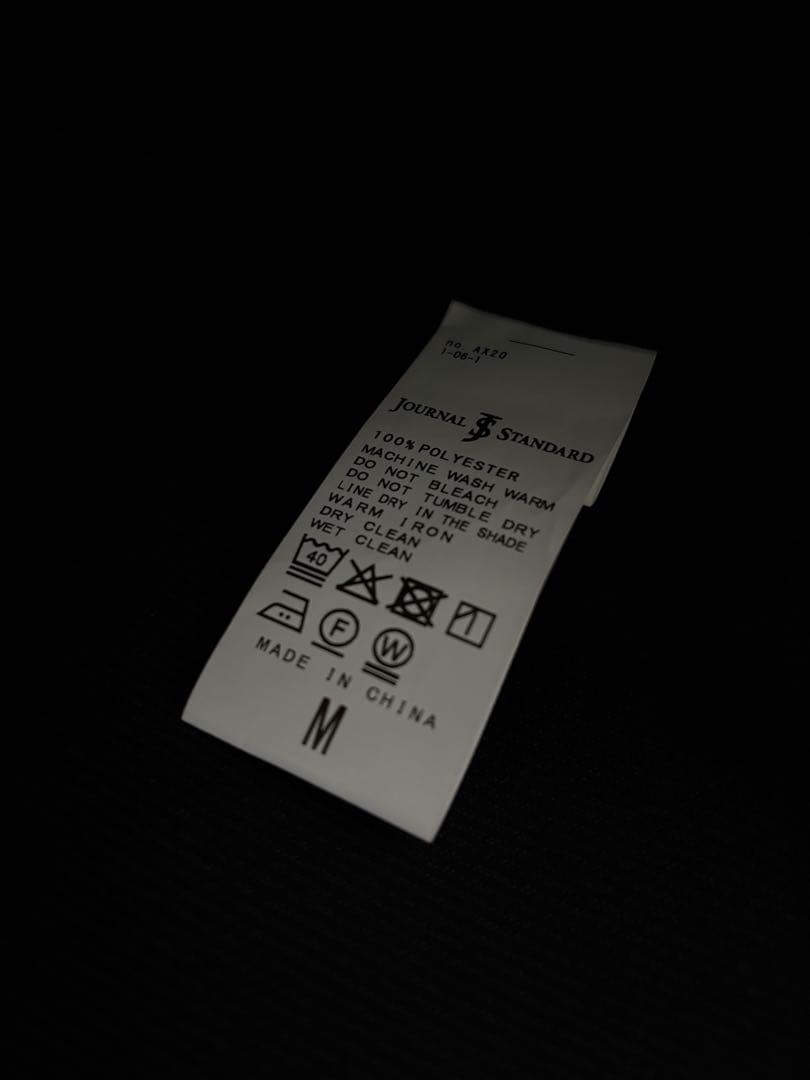 no. AX20
1-06-1
JOURNAL JS STANDARD
100% POLYESTER
MACHINE WASH WARM
DO NOT BLEACH
DO NOT TUMBLE DRY
LINE DRY IN THE SHADE
WARM IRON
DRY CLEAN
WET CLEAN
40
F
W
MADE IN CHINA
M